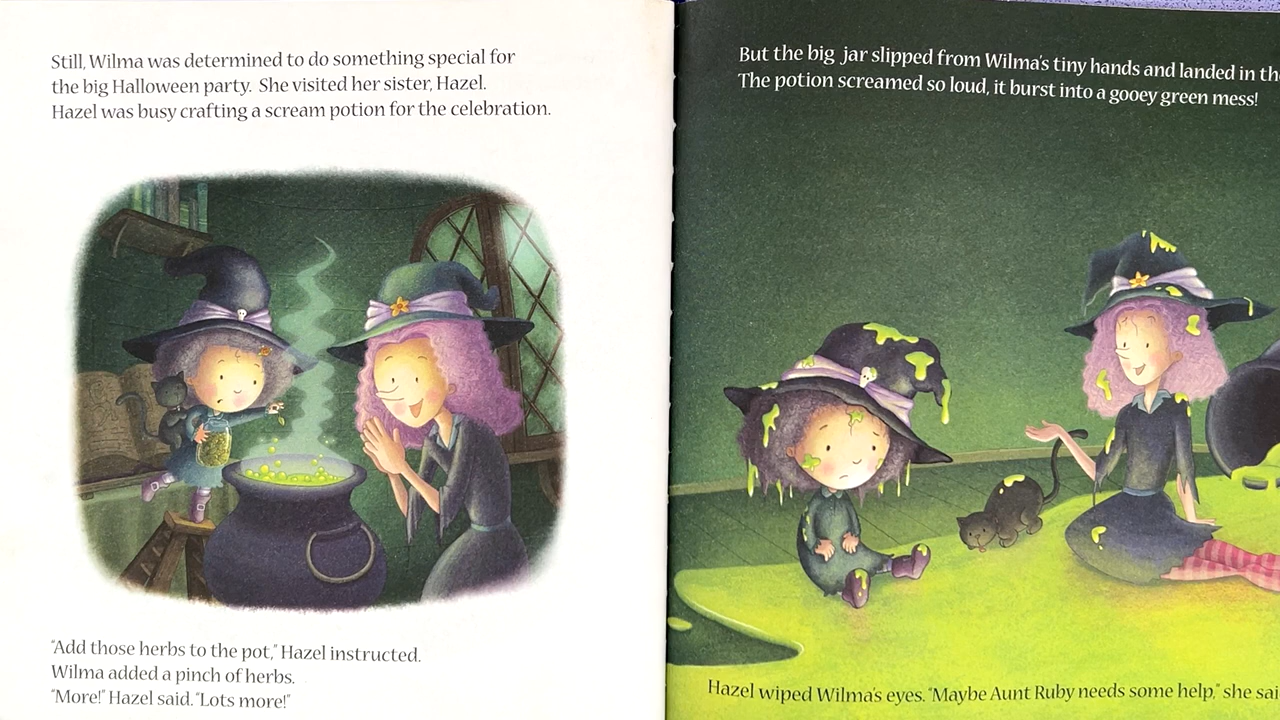 Still, Wilma was determined to do something special for
the big Halloween party. She visited her sister, Hazel.
Hazel was busy crafting a scream potion for the celebration.
"Add those herbs to the pot," Hazel instructed.
Wilma added a pinch of herbs.
"More!" Hazel said. "Lots more!"
But the big jar slipped from Wilma's tiny hands and landed in
The potion screamed so loud, it burst into a gooey green mess!
Hazel wiped Wilma's eyes. "Maybe Aunt Ruby needs some help," she